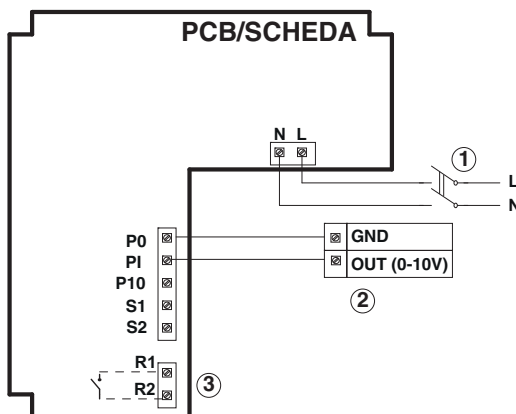 PCB/SCHEDA
N L
1
L
N
P0
GND
PI
OUT (0-10V)
P10
2
S1
S2
R1
3
R2